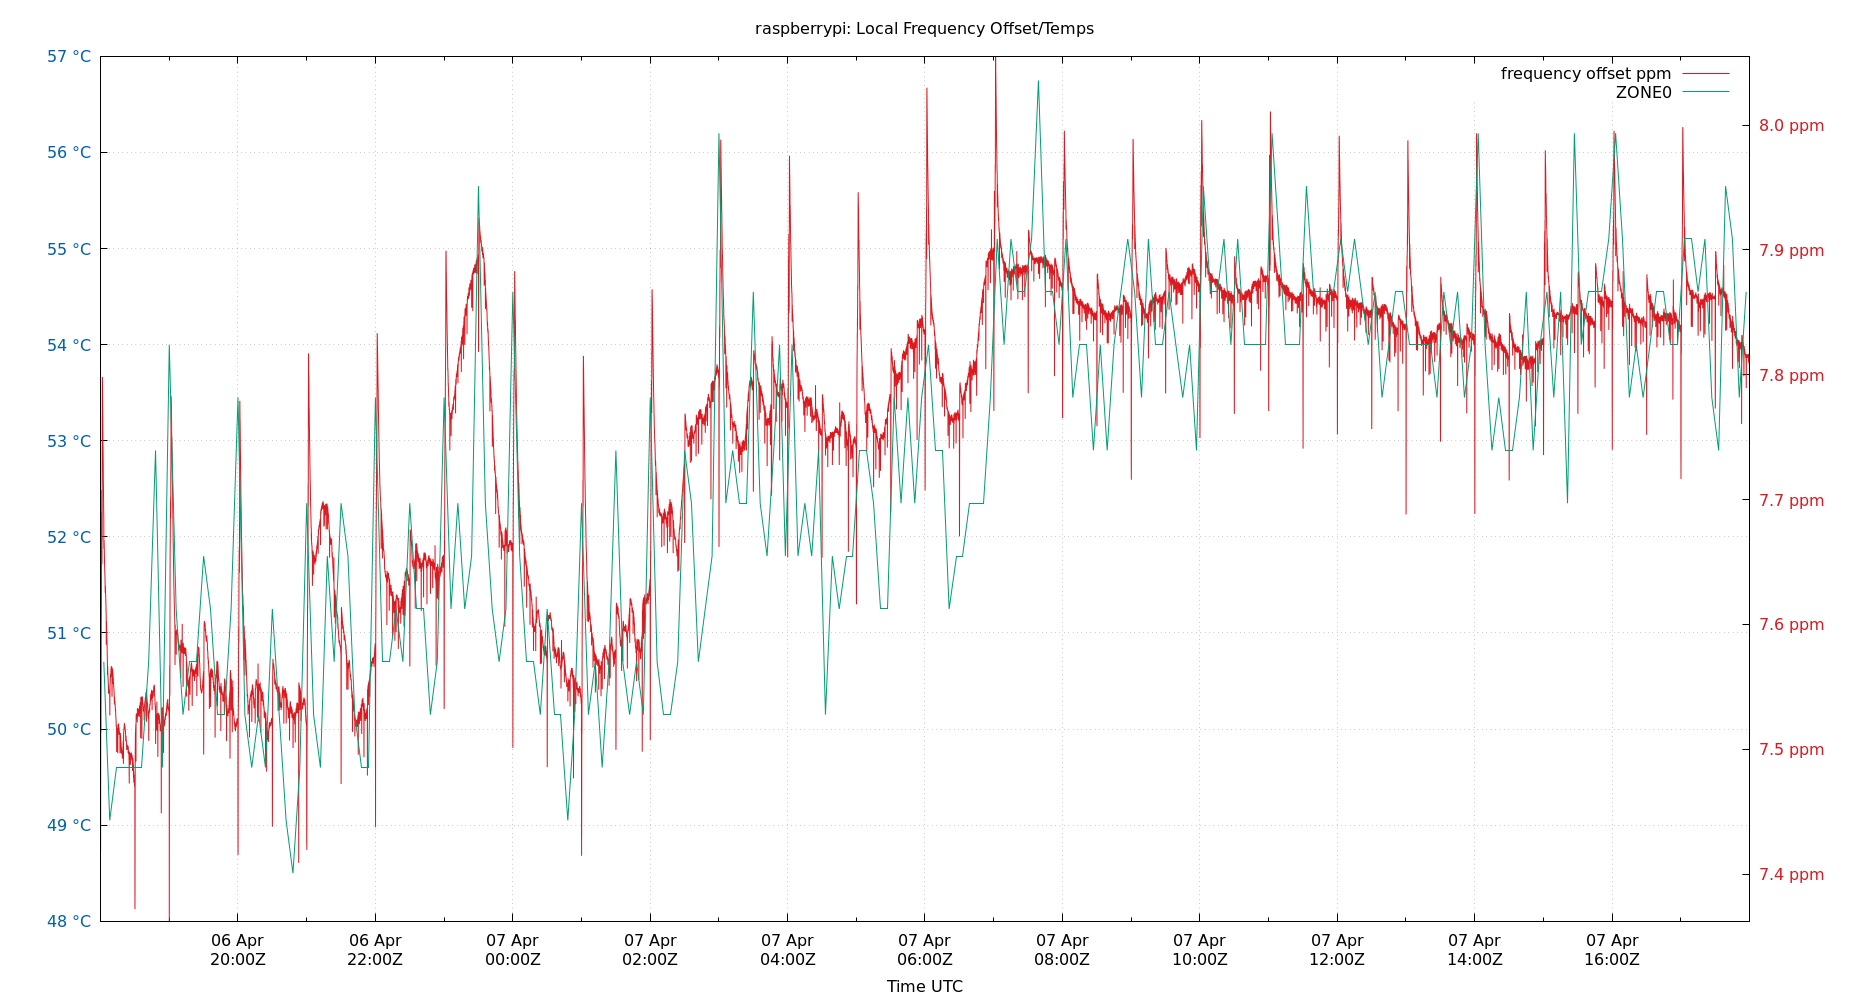 raspberrypi: Local Frequency Offset/Temps
57 °C
56 °C
55 °C
54 °C
53 °C
52 °C
51 °C
50 °C
49 °C
48 °C
frequency offset ppm
ZONE0
8.0 ppm
7.9 ppm
7.8 ppm
7.7 ppm
7.6 ppm
7.5 ppm
7.4 ppm
06 Apr 06 Apr 07 Apr 07 Apr 07 Apr 07 Apr 07 Apr 07 Apr 07 Apr 07 Apr 07 Apr
20:00Z 22:00Z 00:00Z 02:00Z 04:00Z 06:00Z 08:00Z 10:00Z 12:00Z 14:00Z 16:00Z
Time UTC